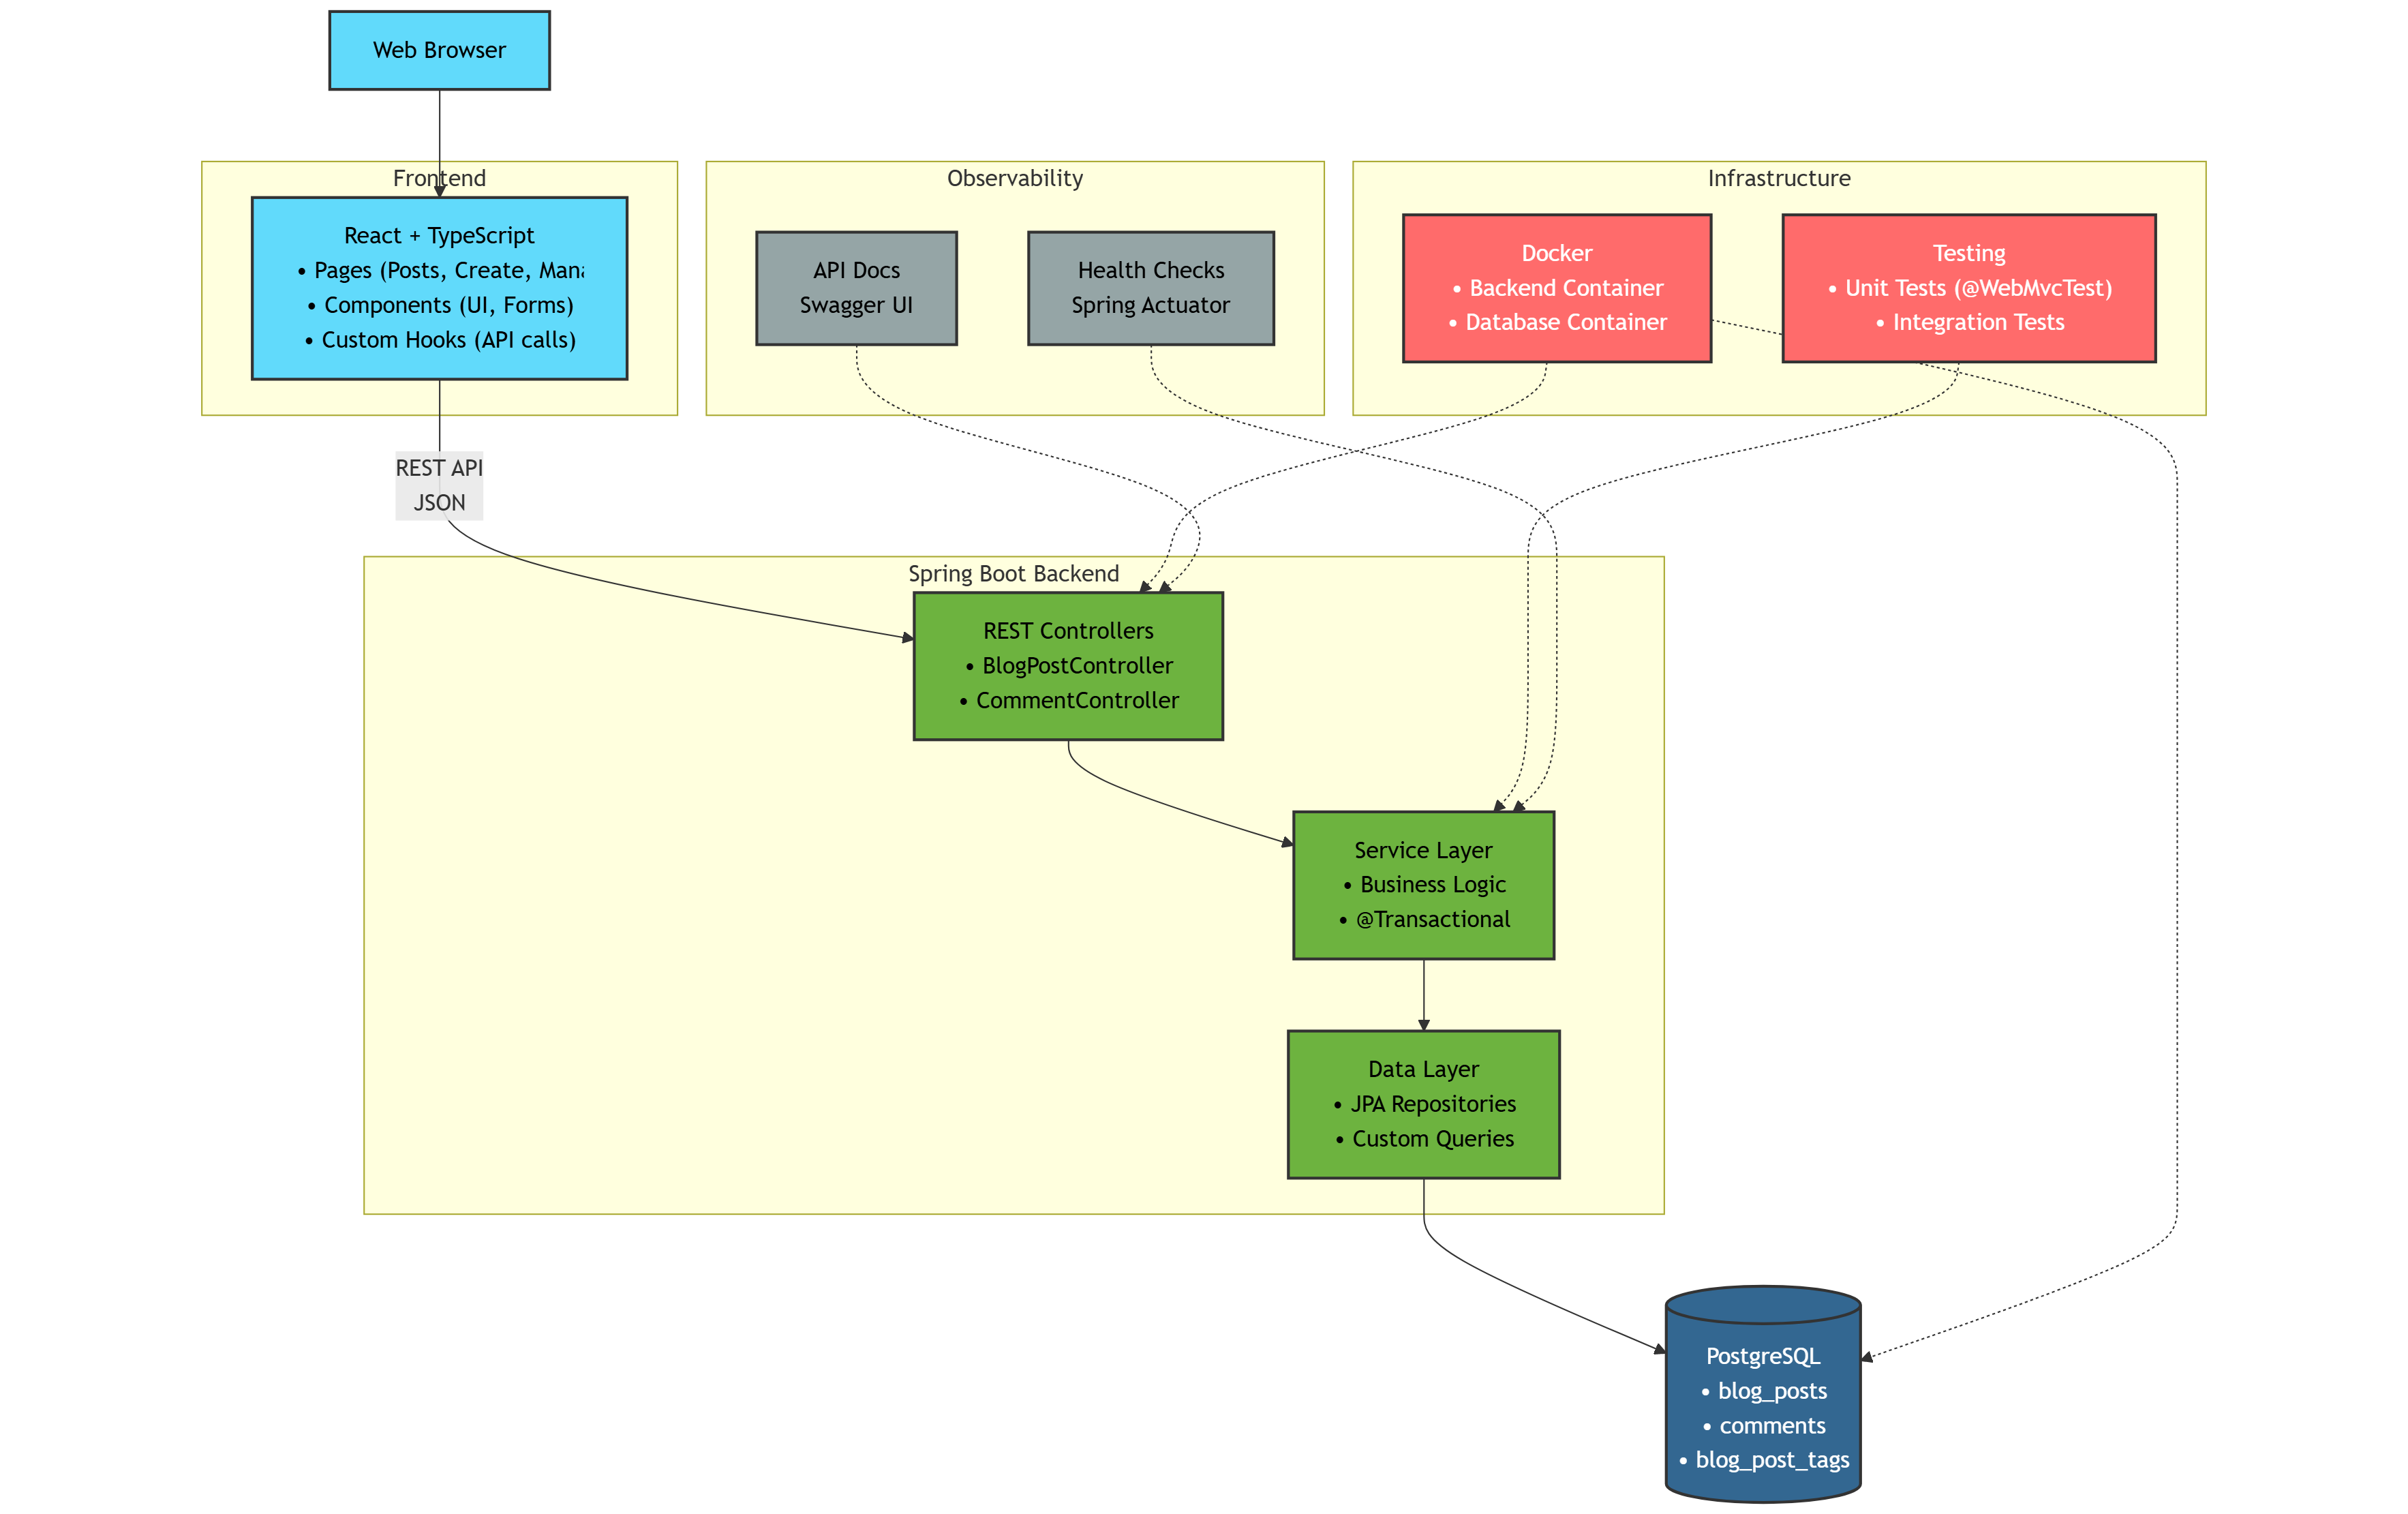 Web Browser
Frontend
React + TypeScript
• Pages (Posts, Create,
• Components (UI, Forms)
• Custom Hooks (API calls)
Observability
API Docs
Swagger UI
Health Checks
Spring Actuator
Infrastructure
Docker
• Backend Container
• Database Container
Testing
• Unit Tests (@WebMvcTest)
• Integration Tests
REST API
JSON
Spring Boot Backend
REST Controllers
• BlogPostController
• CommentController
Service Layer
• Business Logic
• @Transactional
Data Layer
• JPA Repositories
• Custom Queries
PostgreSQL
• blog_posts
• comments
• blog_post_tags